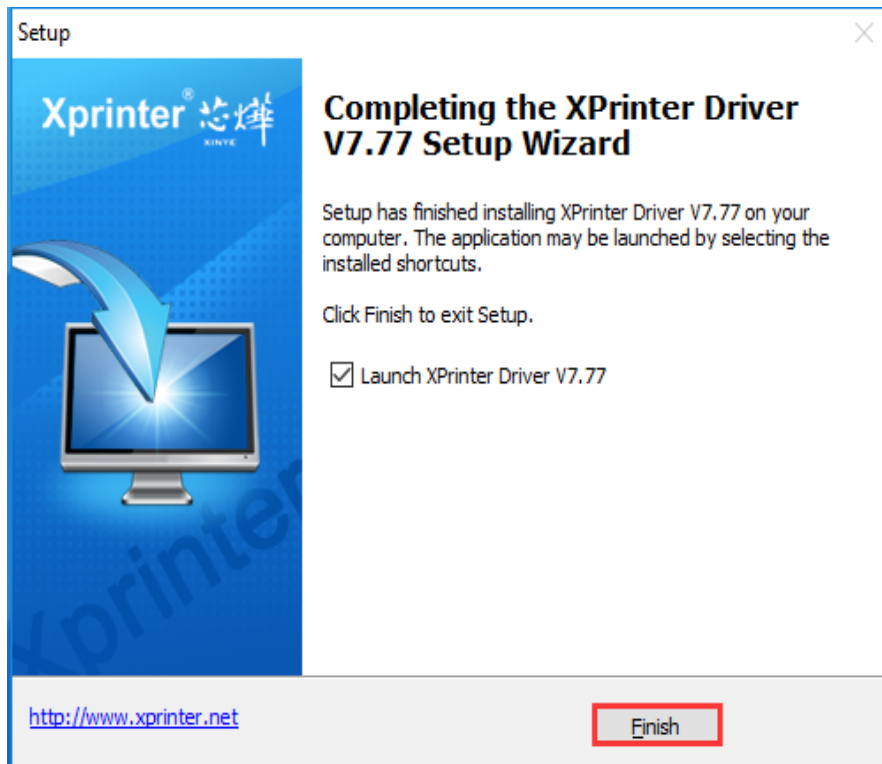 Setup
Xprinter® 芯烨
XINYE
Completing the XPrinter Driver
V7.77 Setup Wizard
Setup has finished installing XPrinter Driver V7.77 on your
computer. The application may be launched by selecting the
installed shortcuts.
Click Finish to exit Setup.
Launch XPrinter Driver V7.77
Xprinter
http://www.xprinter.net
Finish